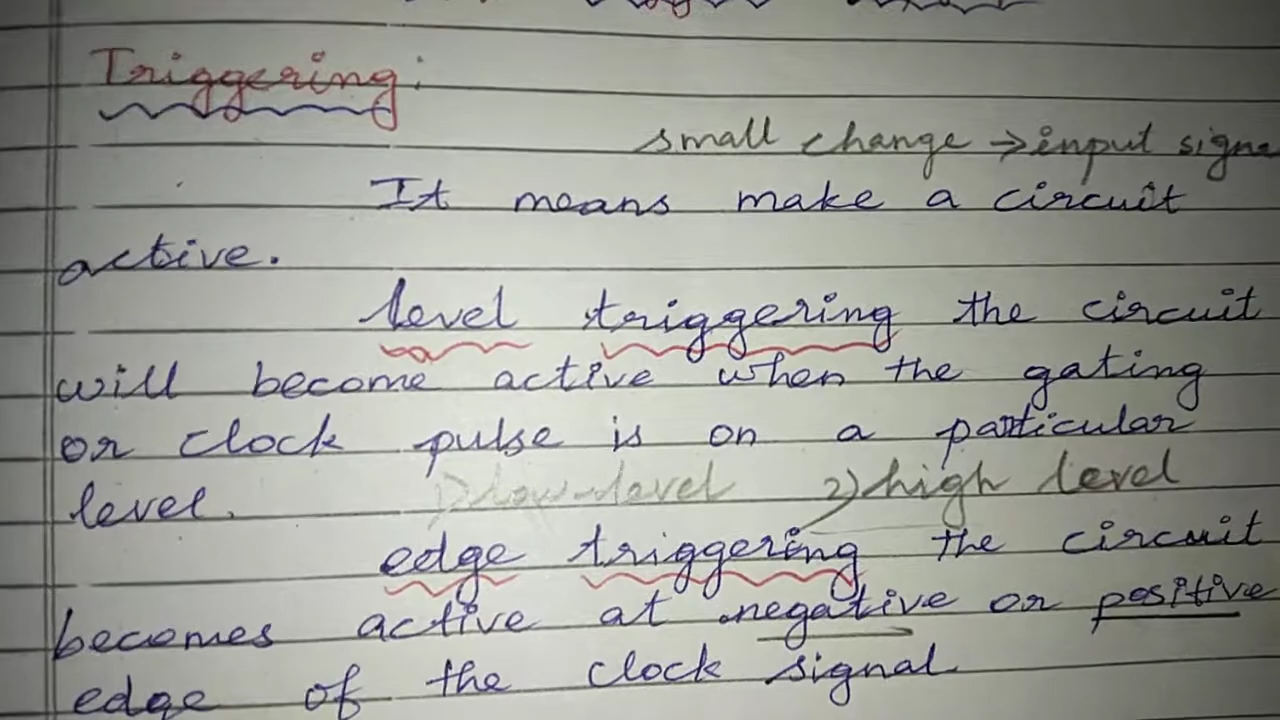 Triggering:
small change → input
It means make a circuit
active.
level triggering the circuit
will become active when the gating
or clock pulse is on a particular
level. 1) low-level 2) high level
edge triggering the circuit
becomes active at negative or positive
edge of the clock signal